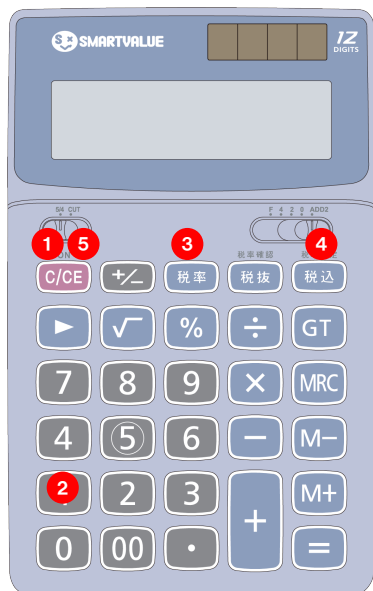 SMARTVALUE
12
DIGITS
5/4 CUT
F 4 2 0 ADD2
1 5 3 税率確認 4
C/CE +/− 税率 税抜 税込
▶ √ % ÷ GT
7 8 9 × MRC
4 5 6 − M−
2 2 3 + M+
0 00 • =